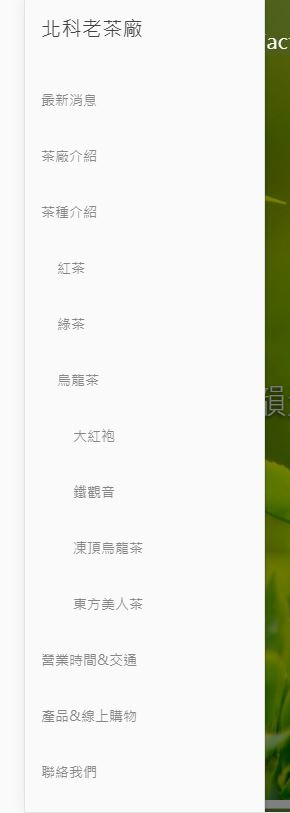 北科老茶廠
最新消息
茶廠介紹
茶種介紹
紅茶
綠茶
烏龍茶
大紅袍
鐵觀音
凍頂烏龍茶
東方美人茶
營業時間&交通
產品&線上購物
聯絡我們